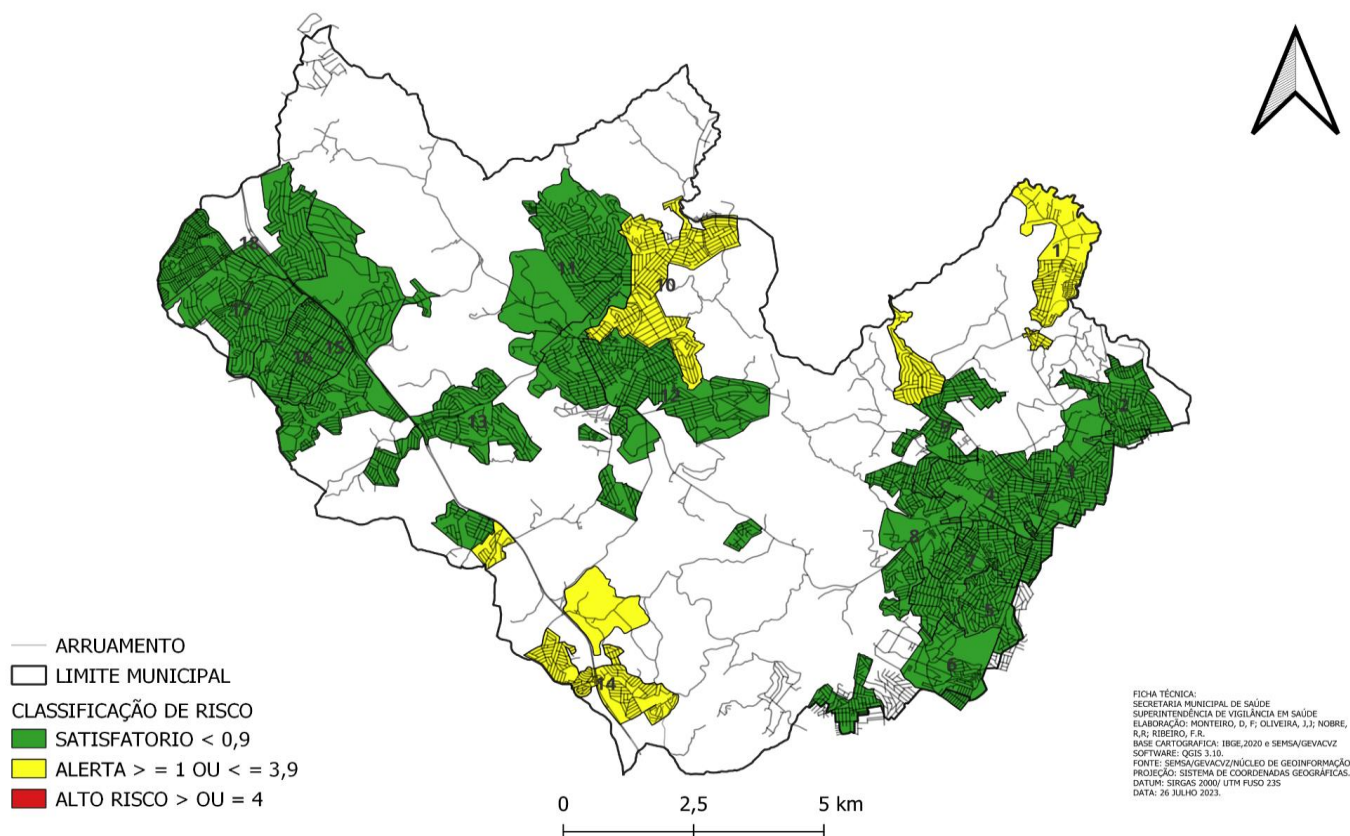 18
11
17
10
1
15
16
12
13
2
9
3
4
8
7
5
6
14
ARRUAMENTO
LIMITE MUNICIPAL
CLASSIFICAÇÃO DE RISCO
SATISFATORIO < 0,9
ALERTA > = 1 OU < = 3,9
ALTO RISCO > OU = 4
0 2,5 5 km
FICHA TÉCNICA:
SECRETARIA MUNICIPAL DE SAÚDE
SUPERINTENDÊNCIA DE VIGILÂNCIA EM SAÚDE
ELABORAÇÃO: MONTEIRO, D, F; OLIVEIRA, J,J; NOBRE,
R,R; RIBEIRO, F.R.
BASE CARTOGRAFICA: IBGE,2020 e SEMSA/GEVACVZ
SOFTWARE: QGIS 3.10.
FONTE: SEMSA/GEVACVZ/NÚCLEO DE GEOINFORMAÇÃO
PROJEÇÃO: SISTEMA DE COORDENADAS GEOGRÁFICAS.
DATUM: SIRGAS 2000/ UTM FUSO 23S
DATA: 26 JULHO 2023.